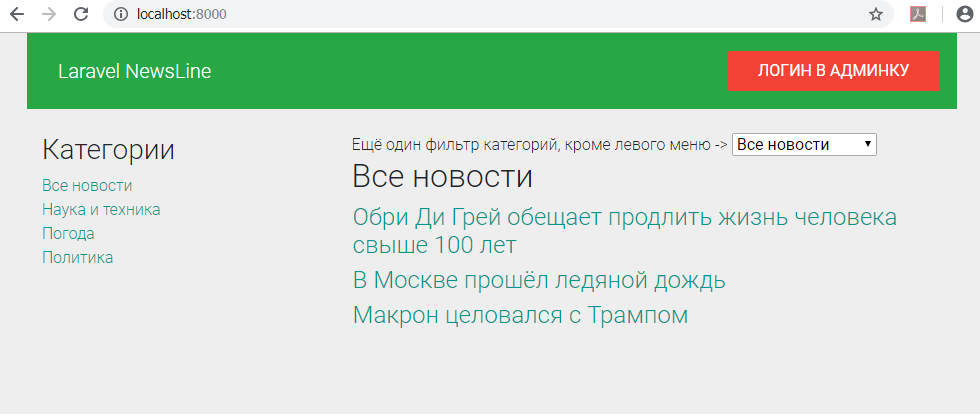 localhost:8000
Laravel NewsLine
ЛОГИН В АДМИНКУ
Категории
Все новости
Наука и техника
Погода
Политика
Ещё один фильтр категорий, кроме левого меню -> Все новости
Все новости
Обри Ди Грей обещает продлить жизнь человека
свыше 100 лет
В Москве прошёл ледяной дождь
Макрон целовался с Трампом